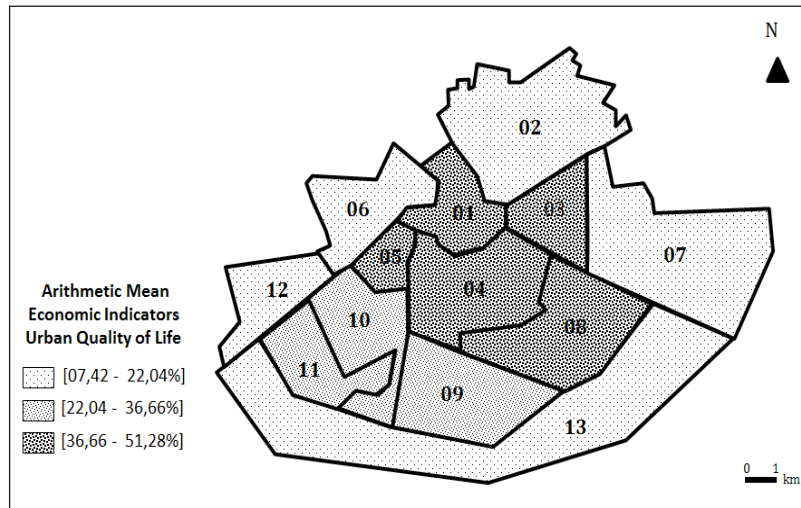 N
02
06
01
03
07
05
12
04
10
08
11
09
13
Arithmetic Mean
Economic Indicators
Urban Quality of Life
[07,42 - 22,04%]
[22,04 - 36,66%]
[36,66 - 51,28%]
0 1
km